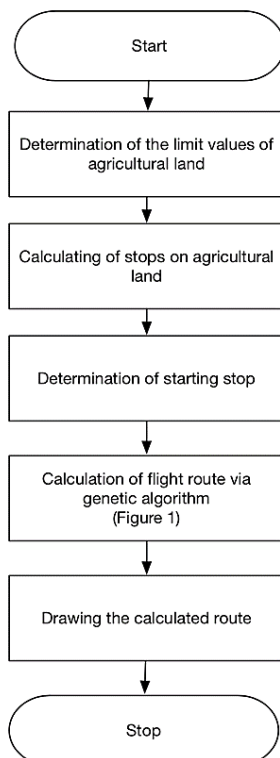 Start
Determination of the limit values of
agricultural land
Calculating of stops on agricultural
land
Determination of starting stop
Calculation of flight route via
genetic algorithm
(Figure 1)
Drawing the calculated route
Stop